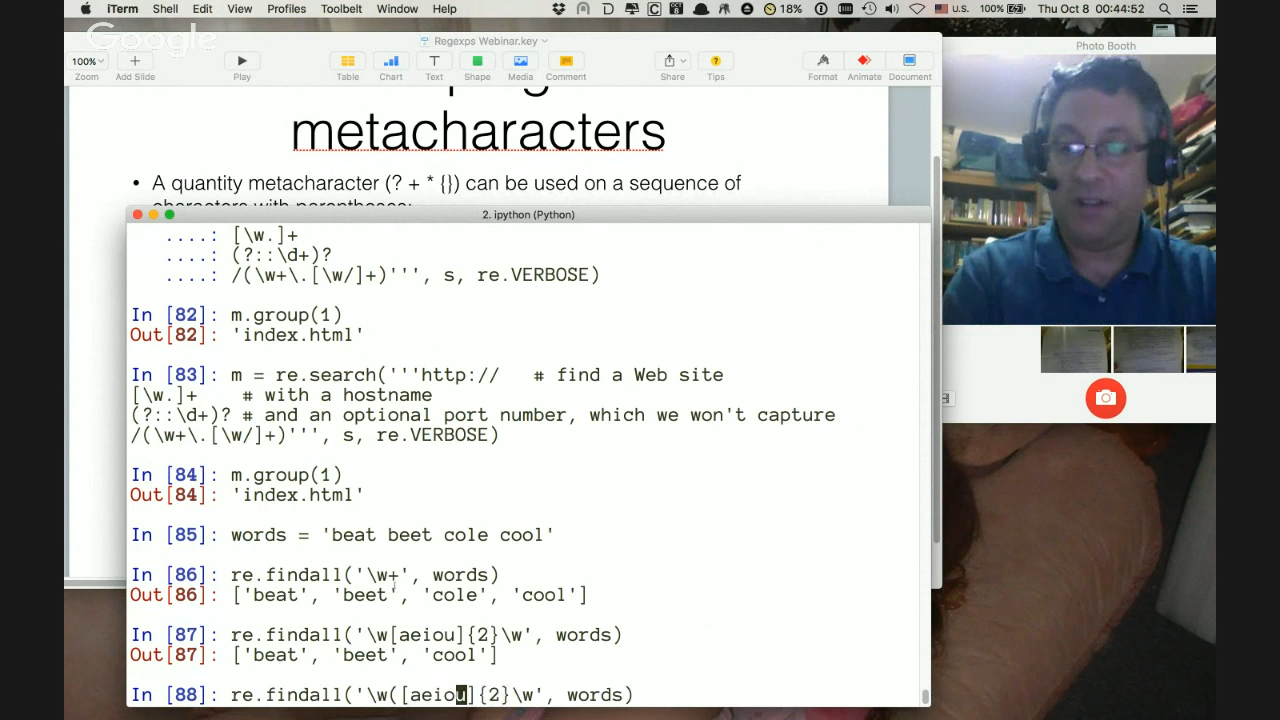 iTerm Shell Edit View Profiles Toolbelt Window Help 18% U.S. 100% Thu Oct 8 00:44:52
Google
Regexps Webinar.key
Photo Booth
100%
Zoom Add Slide Play Table Chart Text Shape Media Comment Share Tips Format Animate Document
metacharacters
• A quantity metacharacter (? + * {}) can be used on a sequence of
characters with parentheses:
2. ipython (Python)
....: [\w.]+
....: (?::\d+)?
....: /(\w+\.[\w/]+)''', s, re.VERBOSE)
In [82]: m.group(1)
Out[82]: 'index.html'
In [83]: m = re.search('''http:// # find a Web site
[\w.]+ # with a hostname
(?::\d+)? # and an optional port number, which we won't capture
/(\w+\.[\w/]+)''', s, re.VERBOSE)
In [84]: m.group(1)
Out[84]: 'index.html'
In [85]: words = 'beat beet cole cool'
In [86]: re.findall('\w+', words)
Out[86]: ['beat', 'beet', 'cole', 'cool']
In [87]: re.findall('\w[aeiou]{2}\w', words)
Out[87]: ['beat', 'beet', 'cool']
In [88]: re.findall('\w([aeiou]{2}\w', words)